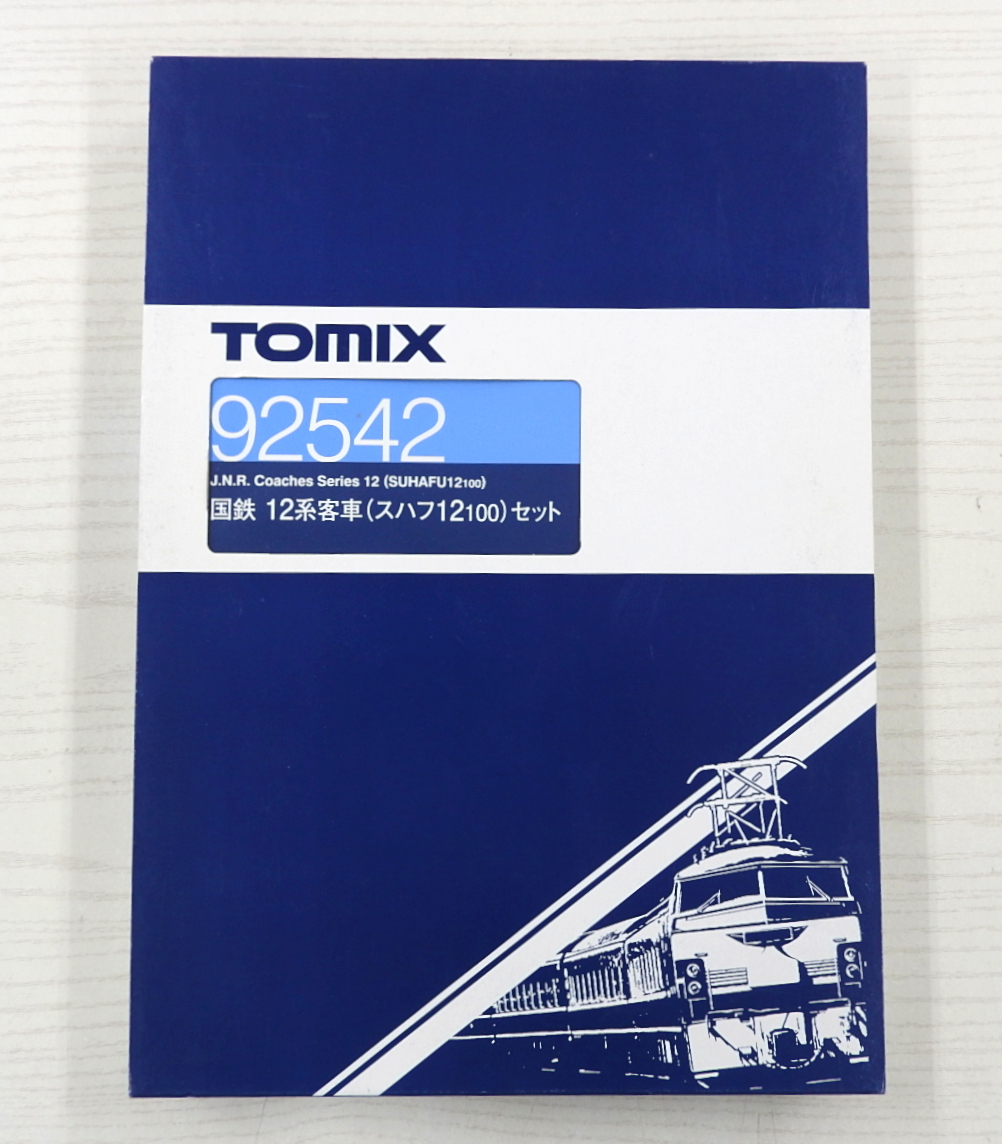 TOMIX
92542
J.N.R. Coaches Series 12 (SUHAFU12100)
国鉄 12系客車(スハフ12100)セット